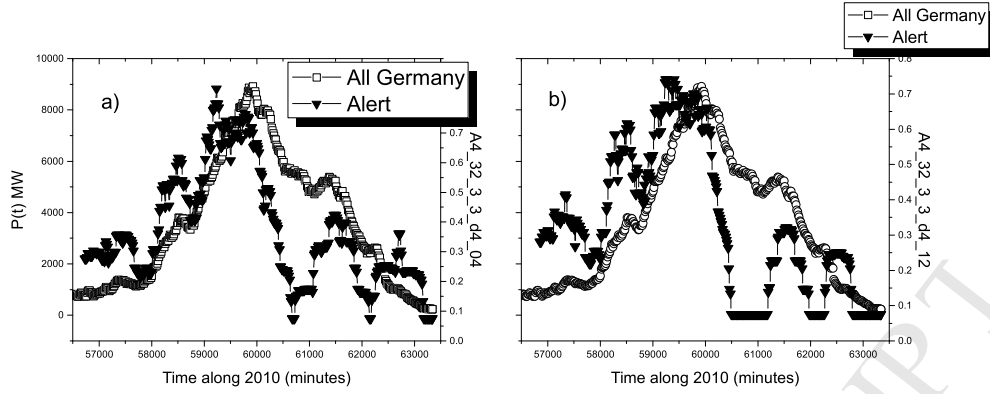 All Germany
Alert
a)
All Germany
Alert
b)
10000
8000
6000
4000
2000
0
P(t) MW
0.7
0.6
0.5
0.4
0.3
0.2
0.1
0.0
A4_32_3_3_d4_04
57000 58000 59000 60000 61000 62000 63000
Time along 2010 (minutes)
0.8
0.7
0.6
0.5
0.4
0.3
0.2
0.1
0.0
A4_32_3_3_d4_12
57000 58000 59000 60000 61000 62000 63000
Time along 2010 (minutes)